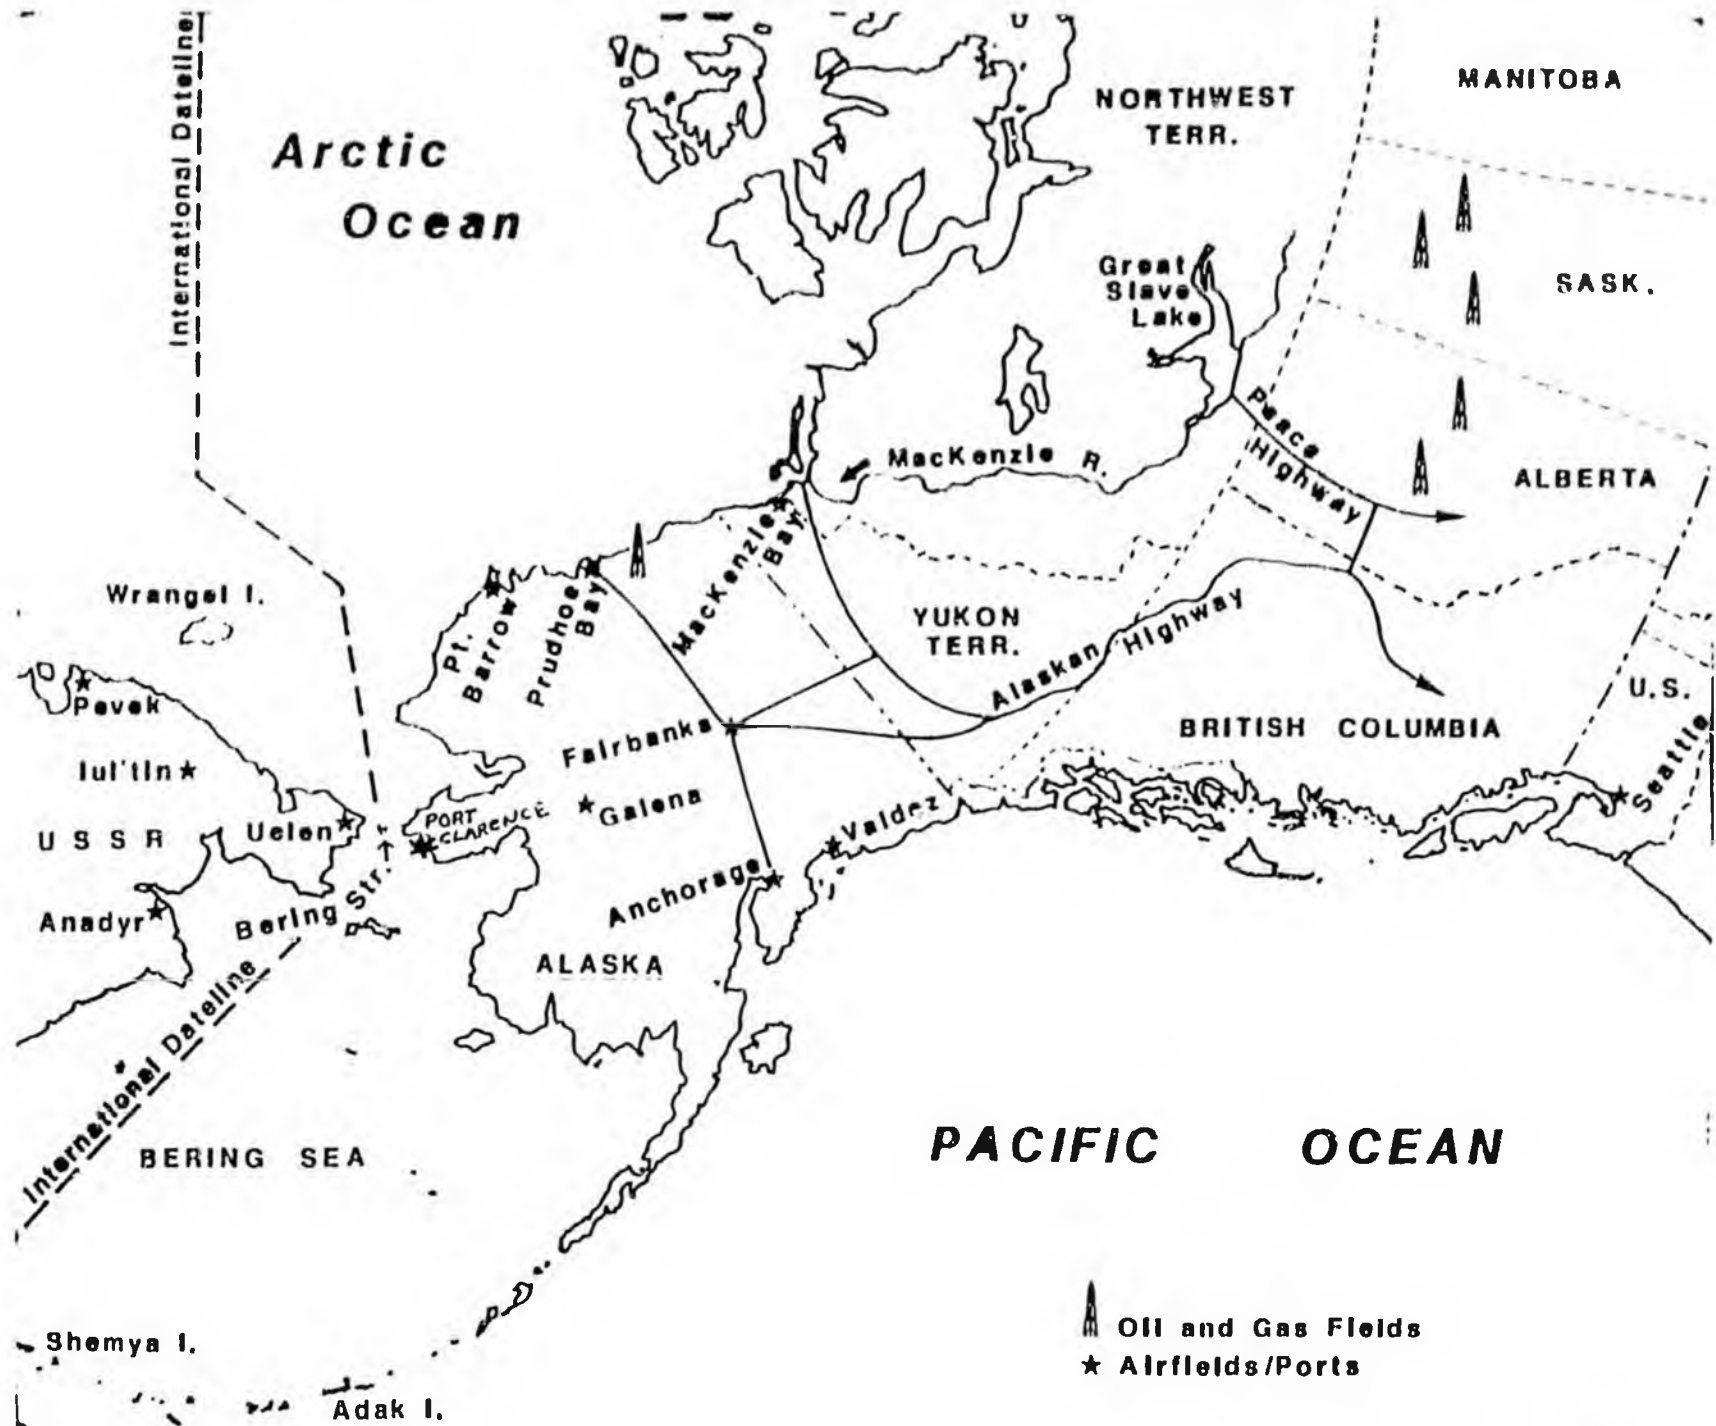 International Dateline
Arctic
Ocean
NORTHWEST
TERR.
MANITOBA
Great
Slave
Lake
SASK.
Peace
Highway
MacKenzie R.
ALBERTA
Wrangel I.
Pt.
Barrow
Prudhoe
Bay
MacKenzie
Bay
YUKON
TERR.
Alaskan Highway
U.S.
Pevek
Fairbanks
BRITISH COLUMBIA
Seattle
Iul'tin
Galena
PORT
CLARENCE
Valdez
USSR
Uelen
Anchorage
Anadyr
Bering Str.
ALASKA
International Dateline
BERING SEA
PACIFIC OCEAN
Oil and Gas Fields
Airfields/Ports
Shemya I.
Adak I.